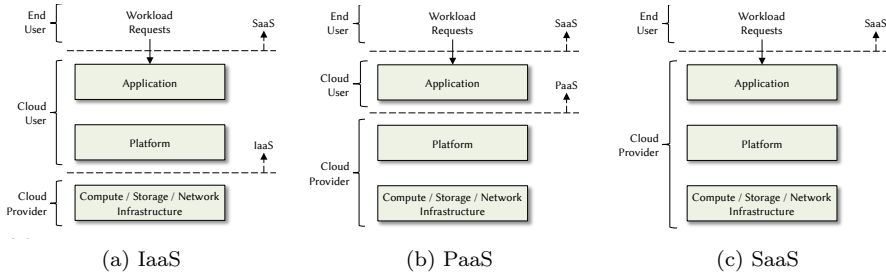 End
User
Workload
Requests
SaaS
Cloud
User
Application
Platform
IaaS
Cloud
Provider
Compute / Storage / Network
Infrastructure
(a) IaaS
End
User
Workload
Requests
SaaS
Cloud
User
Application
PaaS
Cloud
Provider
Platform
Compute / Storage / Network
Infrastructure
(b) PaaS
End
User
Workload
Requests
SaaS
Cloud
Provider
Application
Platform
Compute / Storage / Network
Infrastructure
(c) SaaS